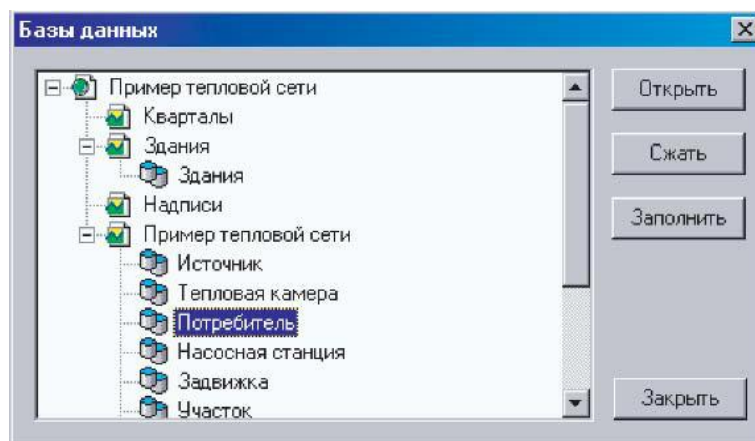 Базы данных
Пример тепловой сети
Кварталы
Здания
Здания
Надписи
Пример тепловой сети
Источник
Тепловая камера
Потребитель
Насосная станция
Задвижка
Участок
Открыть
Сжать
Заполнить
Закрыть